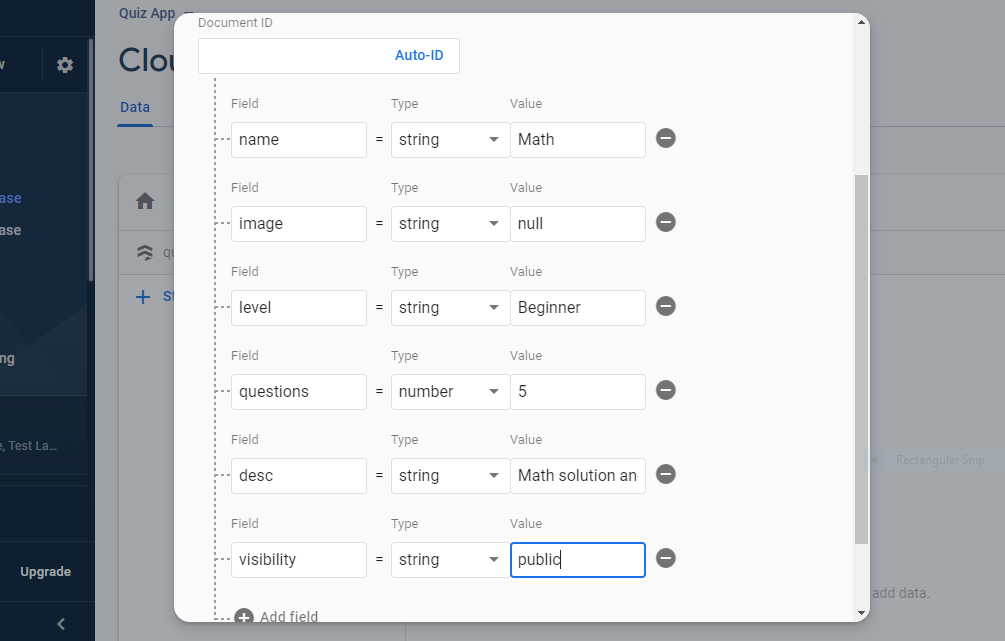 Quiz App
Document ID
Auto-ID
Data
Field Type Value
name = string Math
Field Type Value
image = string null
Field Type Value
level = string Beginner
Field Type Value
questions = number 5
Field Type Value
desc = string Math solution an
Field Type Value
visibility = string public
Add field
Rectangular Snip
add data.
Upgrade
ase
ase
ng
e, Test La...
Clou
qu
St